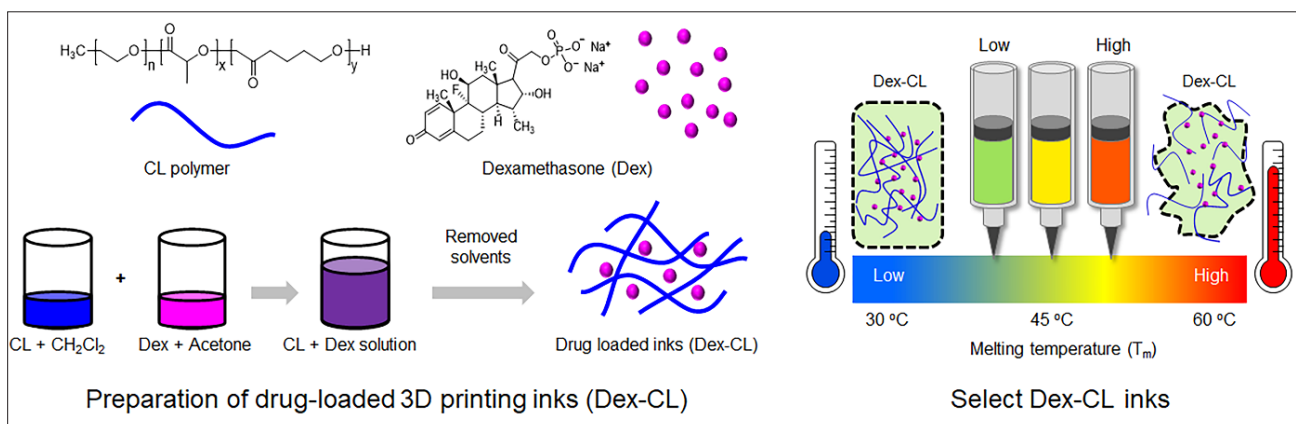 H₃C
O
O
n
O
x
O
O
y
H
CL polymer
O
O
P
O⁻
O⁻
Na⁺
Na⁺
O
H₃C
HO
OH
CH₃
F
H
H
CH₃
O
Dexamethasone (Dex)
+
Removed
solvents
CL + CH₂Cl₂
Dex + Acetone
CL + Dex solution
Drug loaded inks (Dex-CL)
Preparation of drug-loaded 3D printing inks (Dex-CL)
Low
High
Dex-CL
Dex-CL
Low
High
30 ºC
45 ºC
60 ºC
Melting temperature (Tₘ)
Select Dex-CL inks